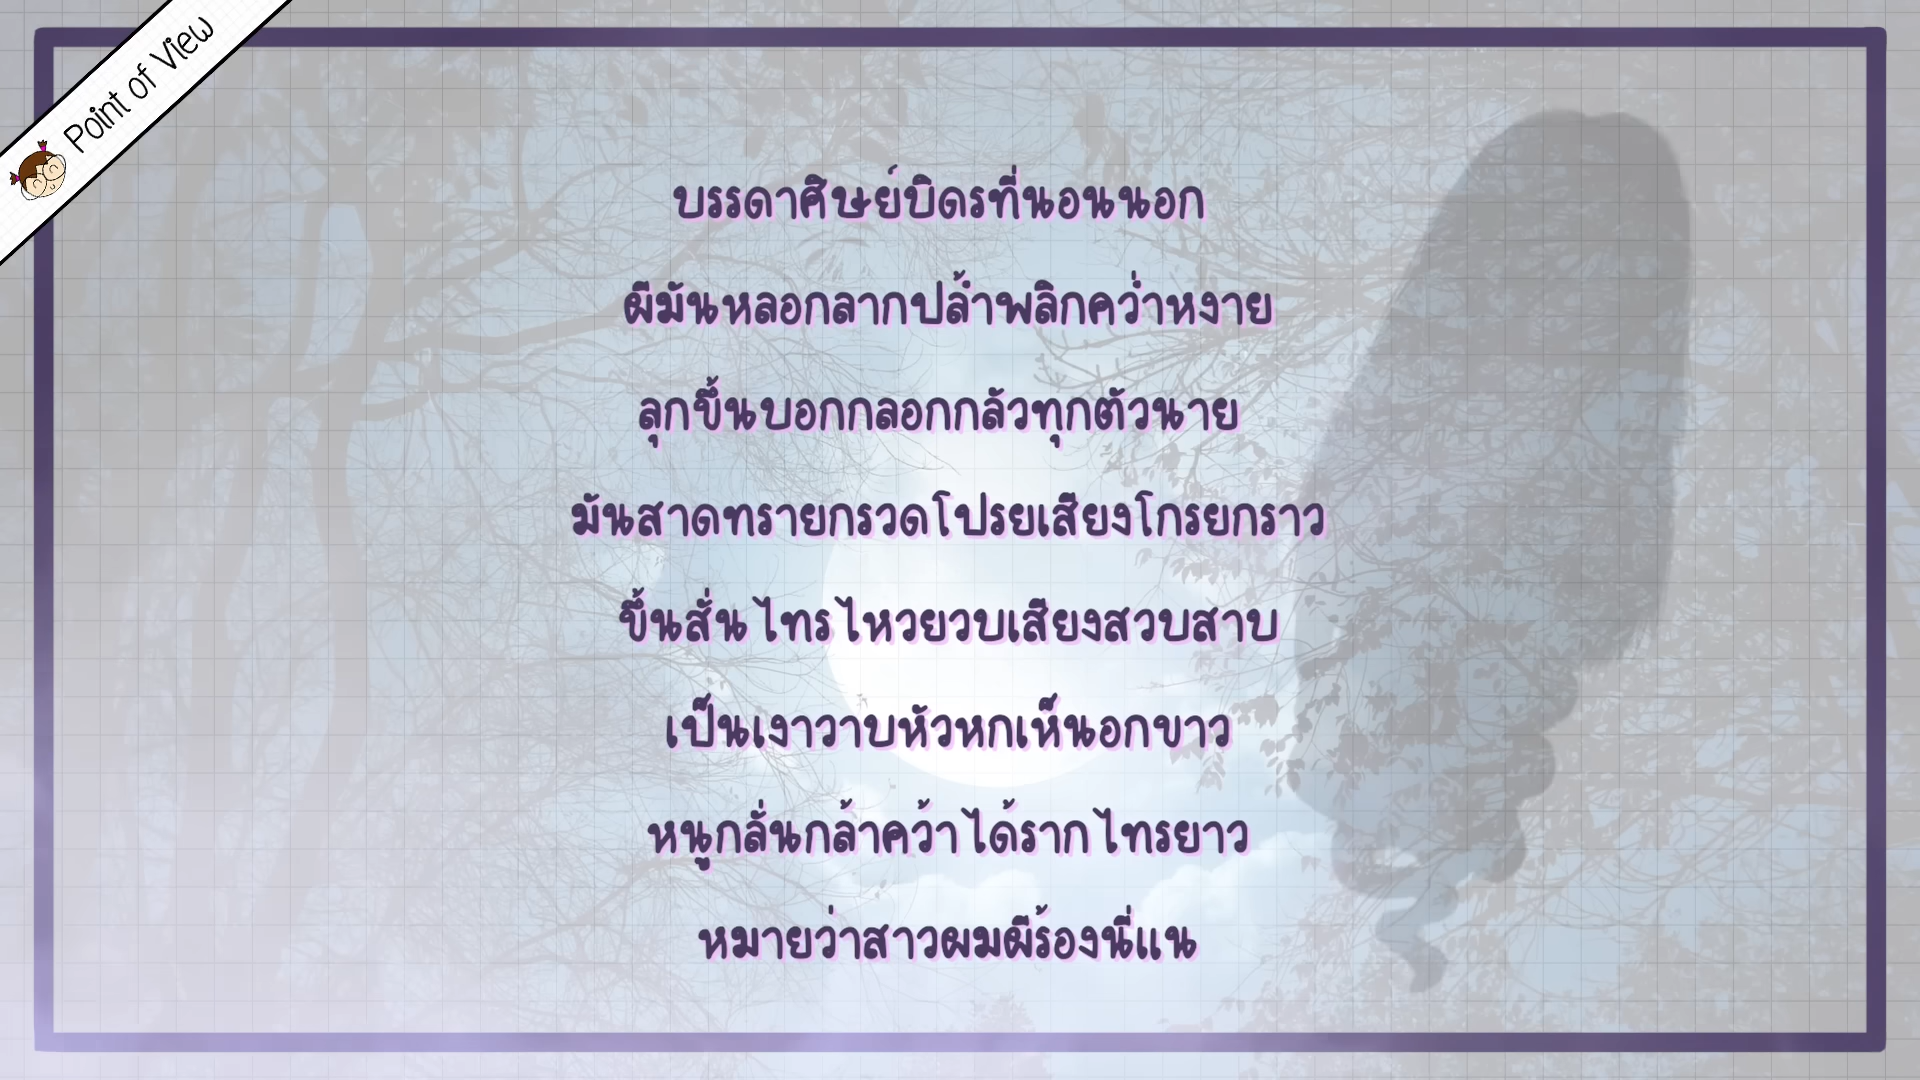 Point of View
บรรดาศิษย์บิดรที่นอนนอก
ผีมันหลอกลากปล้ำพลิกคว่ำหงาย
ลุกขึ้นบอกกลอกกลัวทุกตัวนาย
มันสาดทรายกรวดโปรยเสียงโกรยกราว
ขึ้นสั่นไทรไหวยวบเสียงสวบสาบ
เป็นเงาวาบหัวหกเห็นอกขาว
หนูกลั่นกล้าคว้าได้รากไทรยาว
หมายว่าสาวผมผีร้องนี่แน